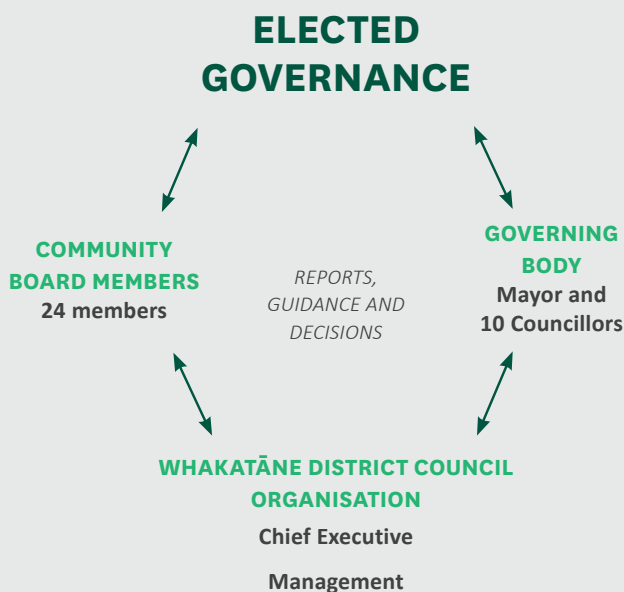 ELECTED
GOVERNANCE
COMMUNITY
BOARD MEMBERS
24 members
REPORTS,
GUIDANCE AND
DECISIONS
GOVERNING
BODY
Mayor and
10 Councillors
WHAKATĀNE DISTRICT COUNCIL
ORGANISATION
Chief Executive
Management